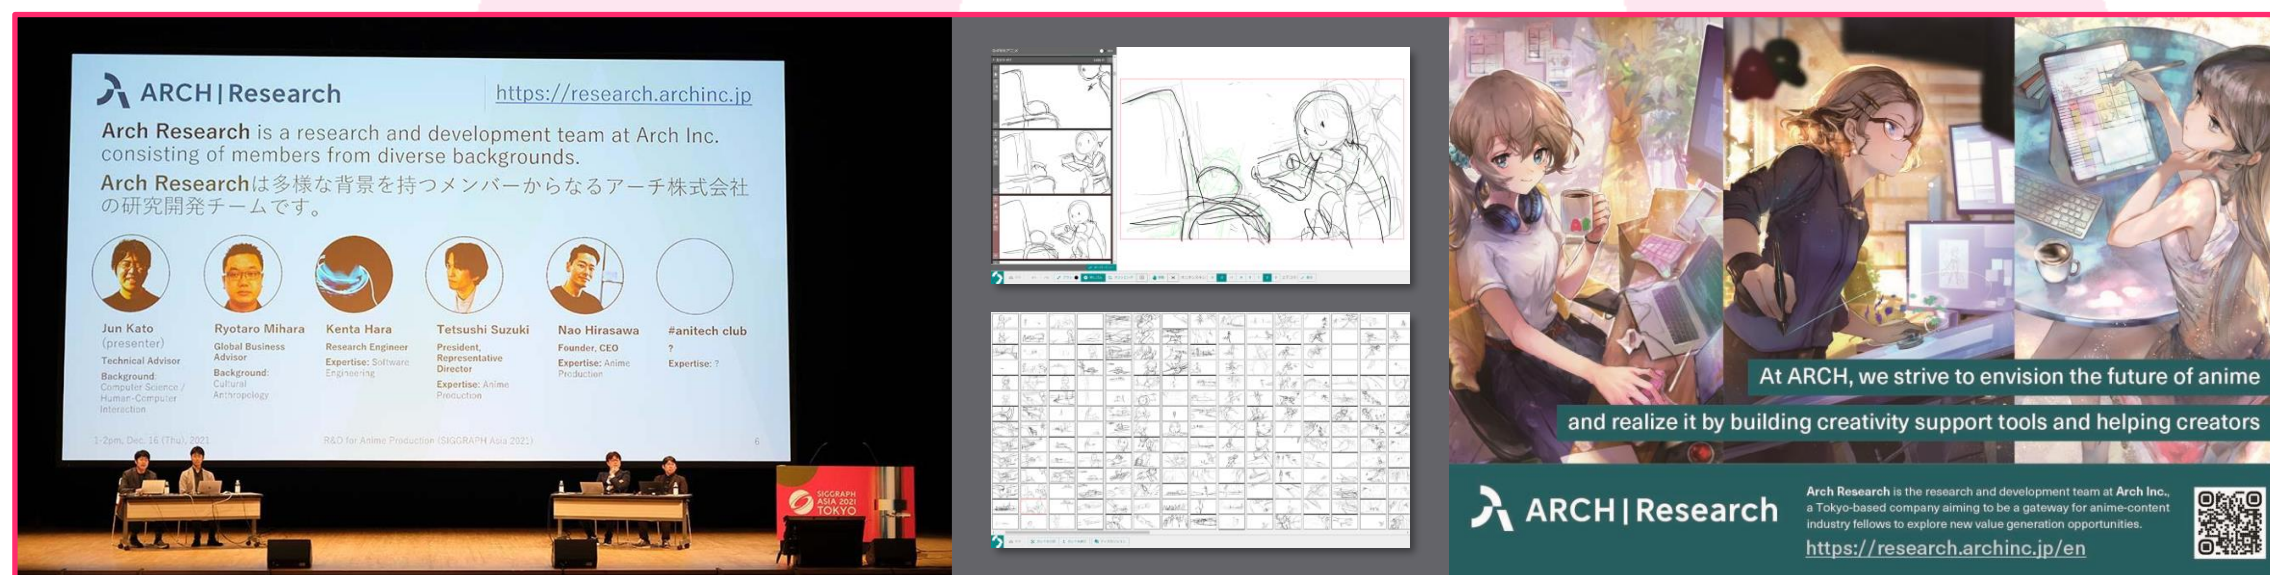 ARCH|Research
https://research.archinc.jp
Arch Research is a research and development team at Arch Inc.
consisting of members from diverse backgrounds.
Arch Researchは多様な背景を持つメンバーからなるアーチ株式会社
の研究開発チームです。
Jun Kato
(presenter)
Technical Advisor
Background:
Computer Science /
Human-Computer
Interaction
Ryotaro Mihara
Global Business
Advisor
Background:
Cultural
Anthropology
Kenta Hara
Research Engineer
Expertise: Software
Engineering
Tetsushi Suzuki
President,
Representative
Director
Expertise: Anime
Production
Nao Hirasawa
Founder, CEO
Expertise: Anime
Production
#anitech club
?
Expertise: ?
1-2pm, Dec. 16 (Thu), 2021
R&D for Anime Production (SIGGRAPH Asia 2021)
6
SIGGRAPH
ASIA 2021
TOKYO
At ARCH, we strive to envision the future of anime
and realize it by building creativity support tools and helping creators
ARCH|Research
Arch Research is the research and development team at Arch Inc.,
a Tokyo-based company aiming to be a gateway for anime-content
industry fellows to explore new value generation opportunities.
https://research.archinc.jp/en